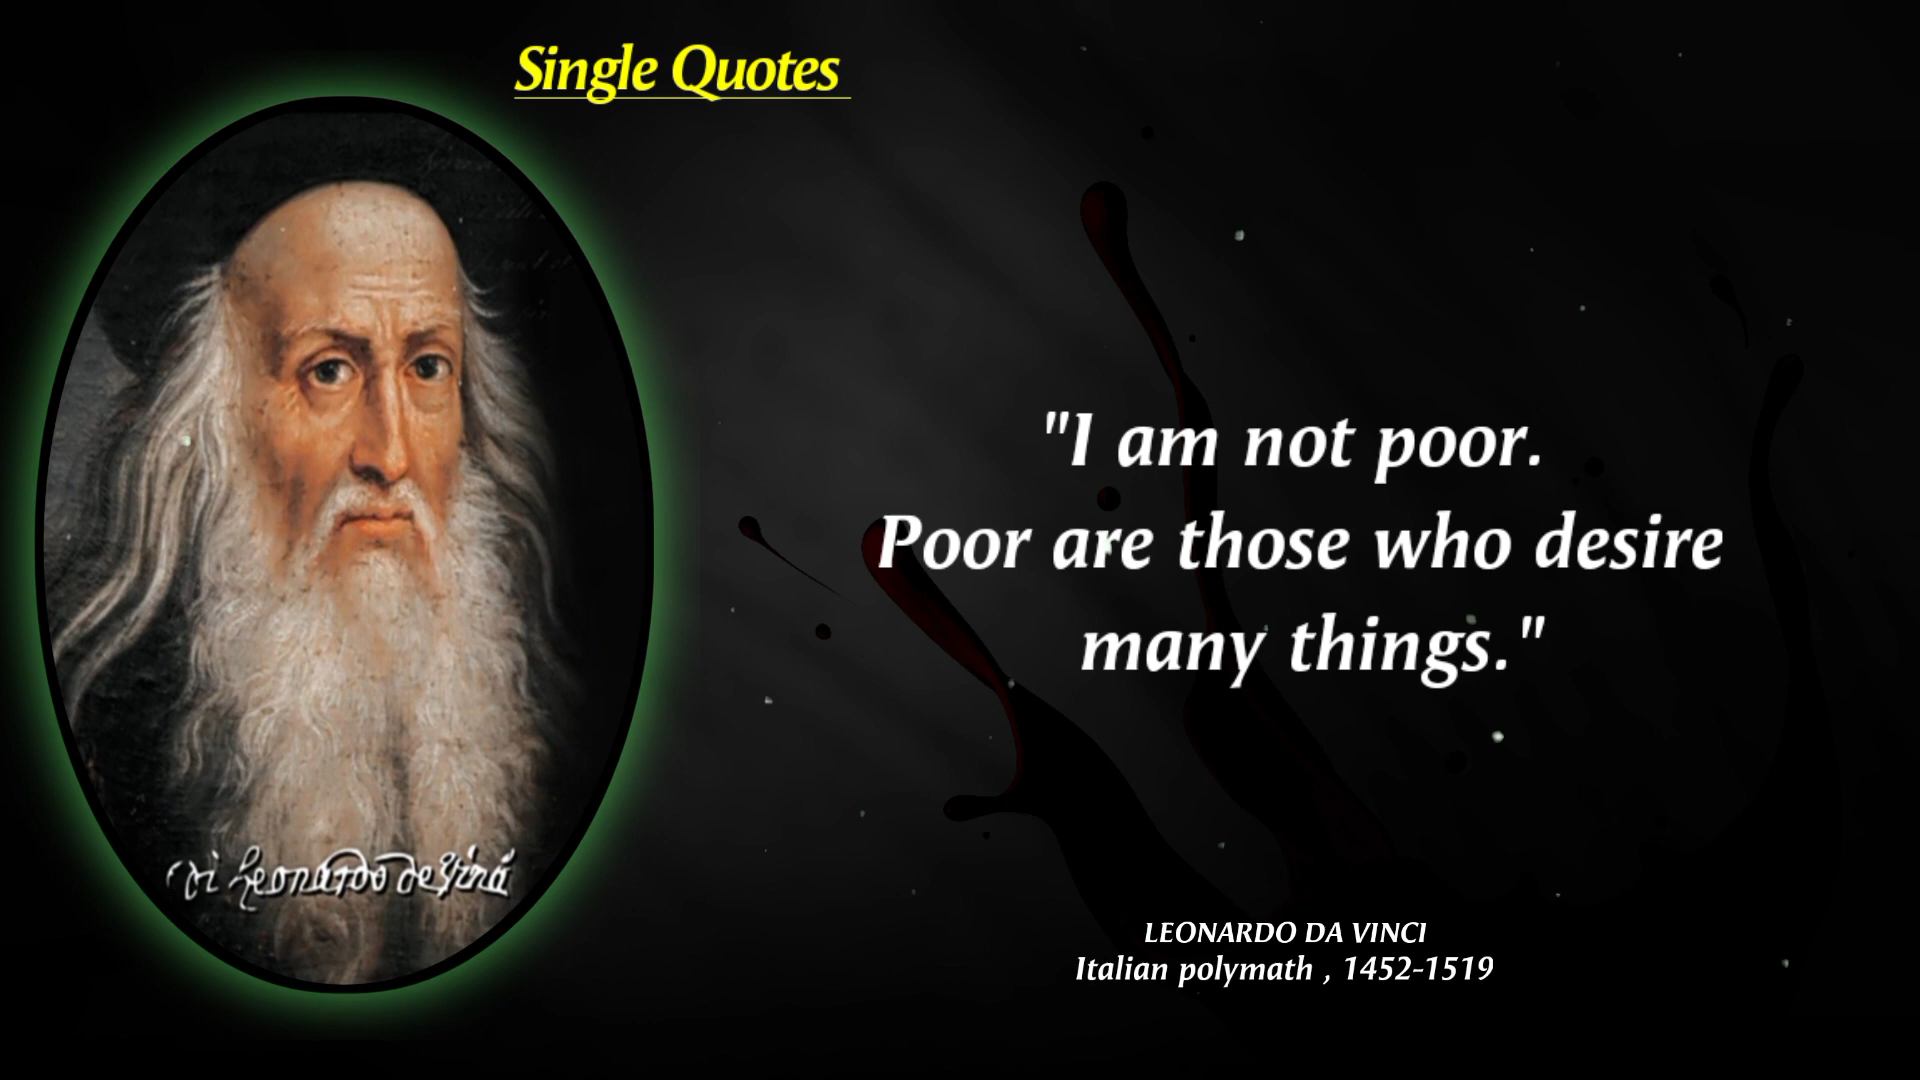 Single Quotes
"I am not poor.
Poor are those who desire
many things."
LEONARDO DA VINCI
Italian polymath , 1452-1519